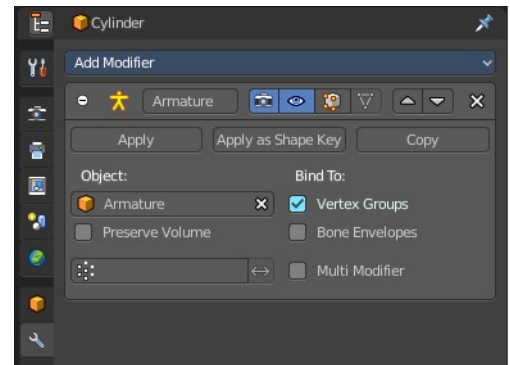 Cylinder
Add Modifier
Armature
Apply Apply as Shape Key Copy
Object: Bind To:
Armature Vertex Groups
Preserve Volume Bone Envelopes
Multi Modifier